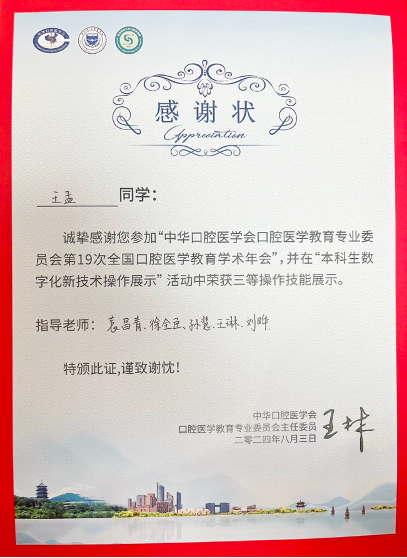 感谢状
Appreciation
王孟 同学：
诚挚感谢您参加“中华口腔医学会口腔医学教育专业委
员会第19次全国口腔医学教育学术年会”，并在“本科生数
字化新技术操作展示”活动中荣获三等操作技能展示。
指导老师： 袁昌青、徐全臣、孙慧、王琳、刘晔
特颁此证,谨致谢忱！
中华口腔医学会
口腔医学教育专业委员会主任委员
二零二四年八月三日